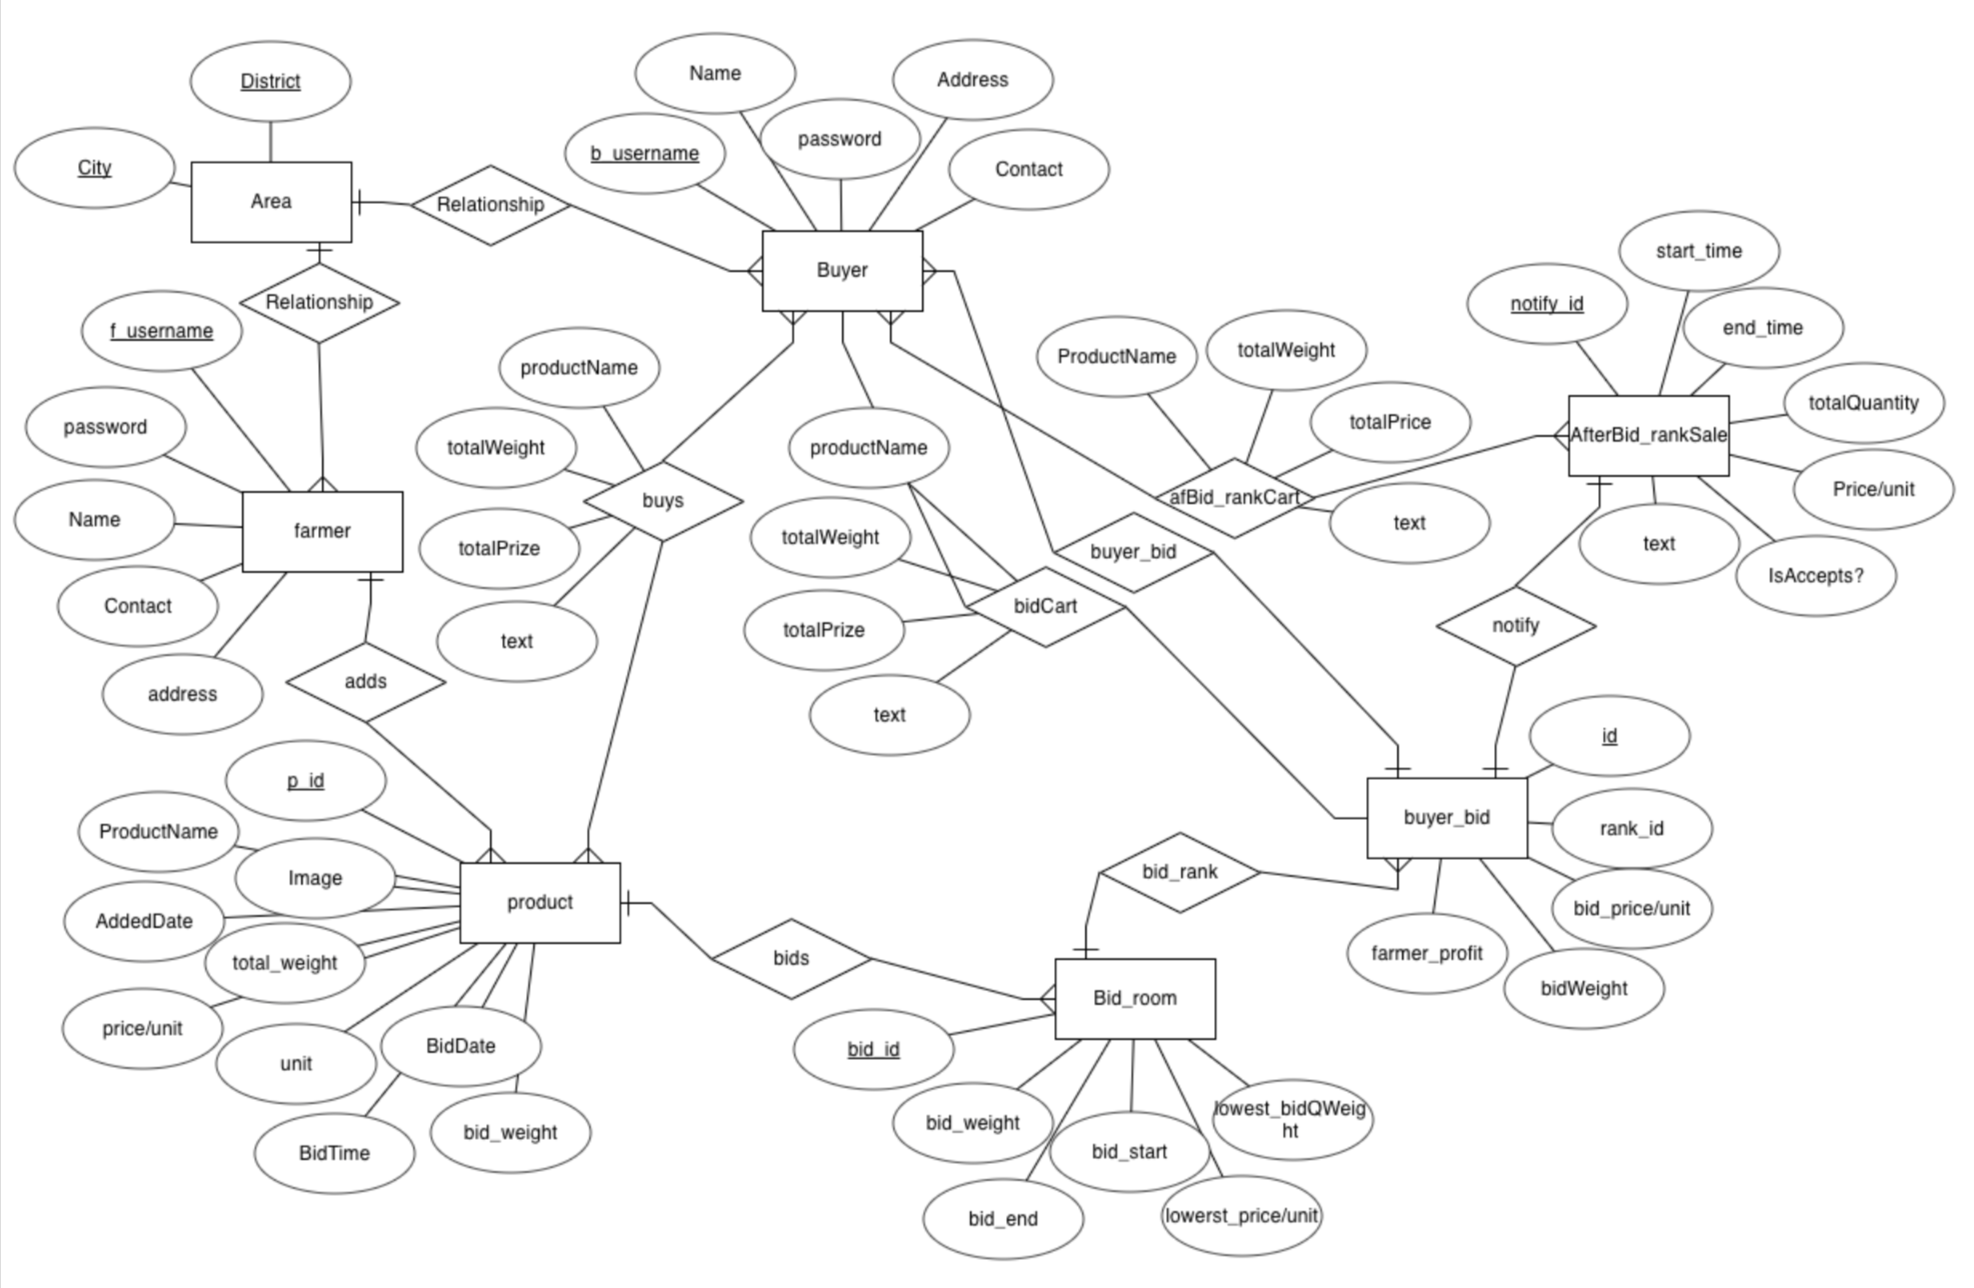 District
City
Area
Relationship
Name
Address
b_username
password
Contact
Buyer
Relationship
f_username
password
Name
Contact
address
farmer
adds
productName
totalWeight
totalPrize
text
buys
productName
totalWeight
totalPrize
text
bidCart
buyer_bid
ProductName
totalWeight
totalPrice
text
afBid_rankCart
notify_id
start_time
end_time
totalQuantity
Price/unit
IsAccepts?
text
AfterBid_rankSale
notify
id
rank_id
bid_price/unit
bidWeight
farmer_profit
buyer_bid
bid_rank
p_id
ProductName
Image
AddedDate
total_weight
price/unit
unit
BidDate
BidTime
bid_weight
product
bids
Bid_room
bid_id
bid_weight
bid_end
bid_start
lowerst_price/unit
lowest_bidQWeig
ht